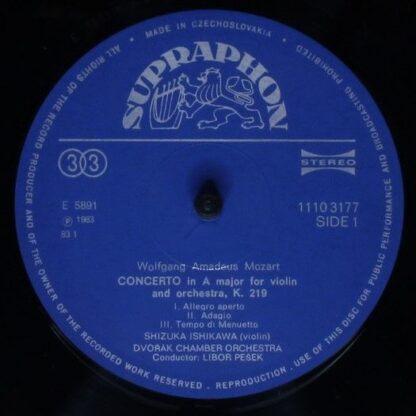 MADE IN CZECHOSLOVAKIA
ALL RIGHTS OF THE RECORD PRODUCER AND OF THE OWNER OF THE RECORDED WORK RESERVED . REPRODUCTION . USE OF THIS DISC FOR PUBLIC PERFORMANCE AND BROADCASTING PROHIBITED
SUPRAPHON
33
STEREO
E 5891
℗ 1983
83 1
1110 3177
SIDE 1
Wolfgang Amadeus Mozart
CONCERTO in A major for violin
and orchestra, K. 219
I. Allegro aperto
II. Adagio
III. Tempo di Menuetto
SHIZUKA ISHIKAWA (violin)
DVOŘÁK CHAMBER ORCHESTRA
Conductor: LIBOR PEŠEK